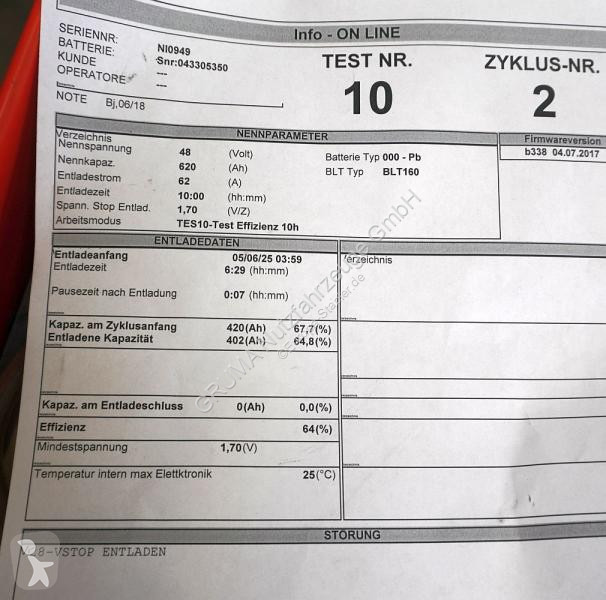 Info - ON LINE
SERIENNR: NI0949
BATTERIE: Snr:043305350
KUNDE ---
OPERATORE ---
TEST NR.
10
ZYKLUS-NR.
2
NOTE Bj,06/18
NENNPARAMETER
Verzeichnis
Nennspannung 48 (Volt)
Nennkapaz. 620 (Ah)
Entladestrom 62 (A)
Entladezeit 10:00 (hh:mm)
Spann. Stop Entlad. 1,70 (V/Z)
Arbeitsmodus TES10-Test Effizienz 10h
Batterie Typ 000 - Pb
BLT Typ BLT160
Firmwareversion
b338 04.07.2017
ENTLADEDATEN
Entladeanfang 05/06/25 03:59
Entladezeit 6:29 (hh:mm)
Pausezeit nach Entladung 0:07 (hh:mm)
Kapaz. am Zyklusanfang 420(Ah) 67,7(%)
Entladene Kapazität 402(Ah) 64,8(%)
Kapaz. am Entladeschluss 0(Ah) 0,0(%)
Effizienz 64(%)
Mindestspannung 1,70(V)
Temperatur intern max Elettktronik 25(°C)
Verzeichnis
STÖRUNG
28-VSTOP ENTLADEN
GRUMA Nutzfahrzeuge GmbH